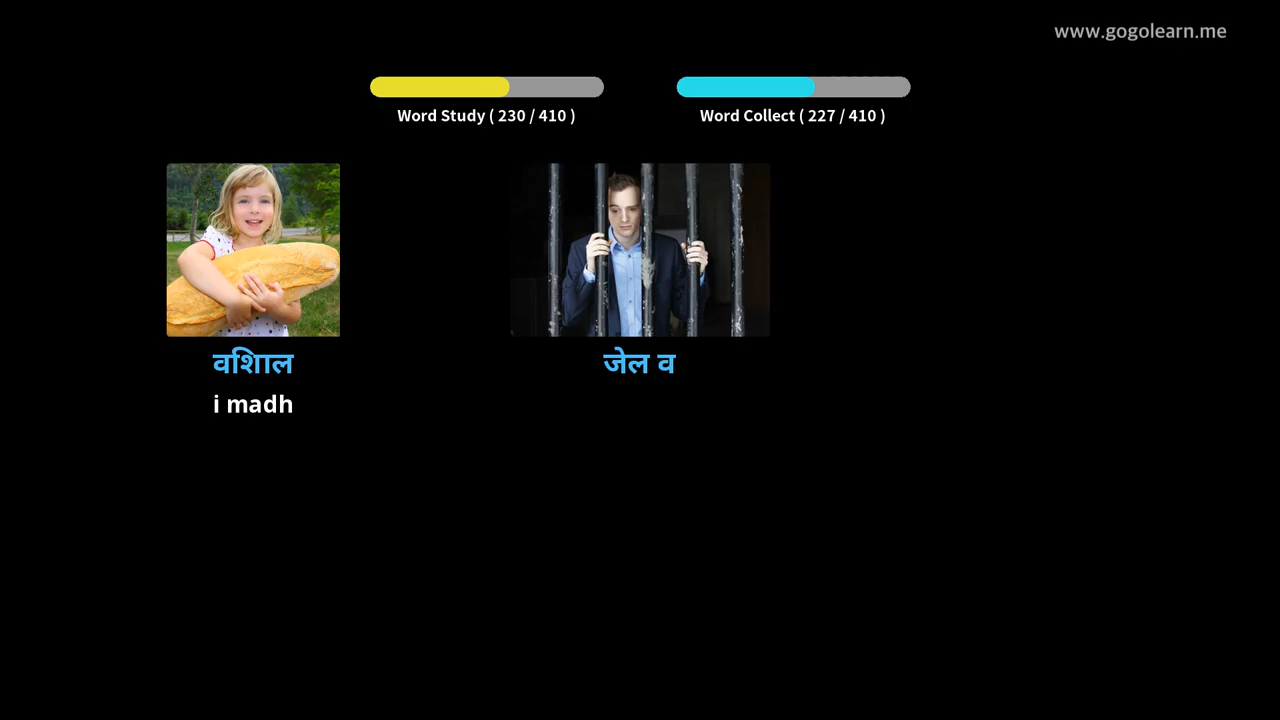 www.gogolearn.me
Word Study ( 230 / 410 )
Word Collect ( 227 / 410 )
वशिाल
i madh
जेल व